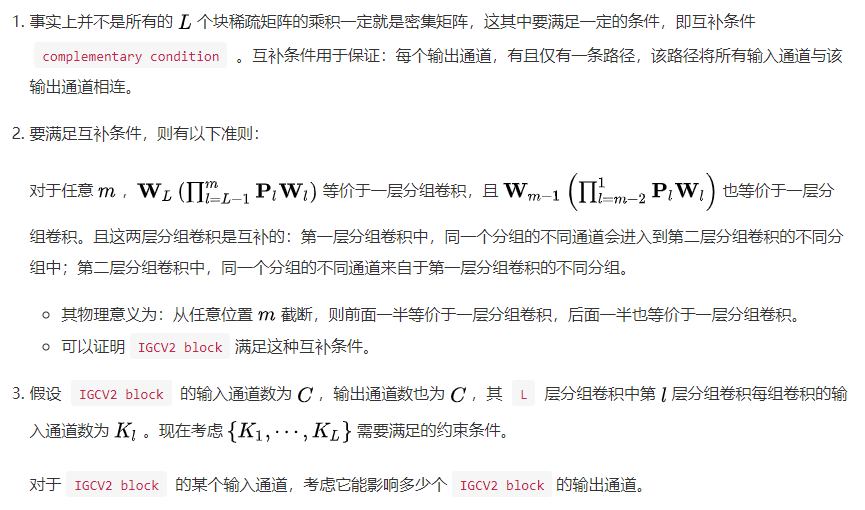 1. 事实上并不是所有的 L 个块稀疏矩阵的乘积一定就是密集矩阵，这其中要满足一定的条件，即互补条件
complementary condition 。互补条件用于保证：每个输出通道，有且仅有一条路径，该路径将所有输入通道与该
输出通道相连。
2. 要满足互补条件，则有以下准则：
对于任意 m ，W_L (∏_{l=L-1}^{m} P_l W_l) 等价于一层分组卷积，且 W_{m-1} (∏_{l=m-2}^{1} P_l W_l) 也等价于一层分
组卷积。且这两层分组卷积是互补的：第一层分组卷积中，同一个分组的不同通道会进入到第二层分组卷积的不同分
组中；第二层分组卷积中，同一个分组的不同通道来自于第一层分组卷积的不同分组。
○ 其物理意义为：从任意位置 m 截断，则前面一半等价于一层分组卷积，后面一半也等价于一层分组卷积。
○ 可以证明 IGCV2 block 满足这种互补条件。
3. 假设 IGCV2 block 的输入通道数为 C ，输出通道数也为 C ，其 L 层分组卷积中第 l 层分组卷积每组卷积的输
入通道数为 K_l 。现在考虑 {K_1, ⋯, K_L} 需要满足的约束条件。
对于 IGCV2 block 的某个输入通道，考虑它能影响多少个 IGCV2 block 的输出通道。